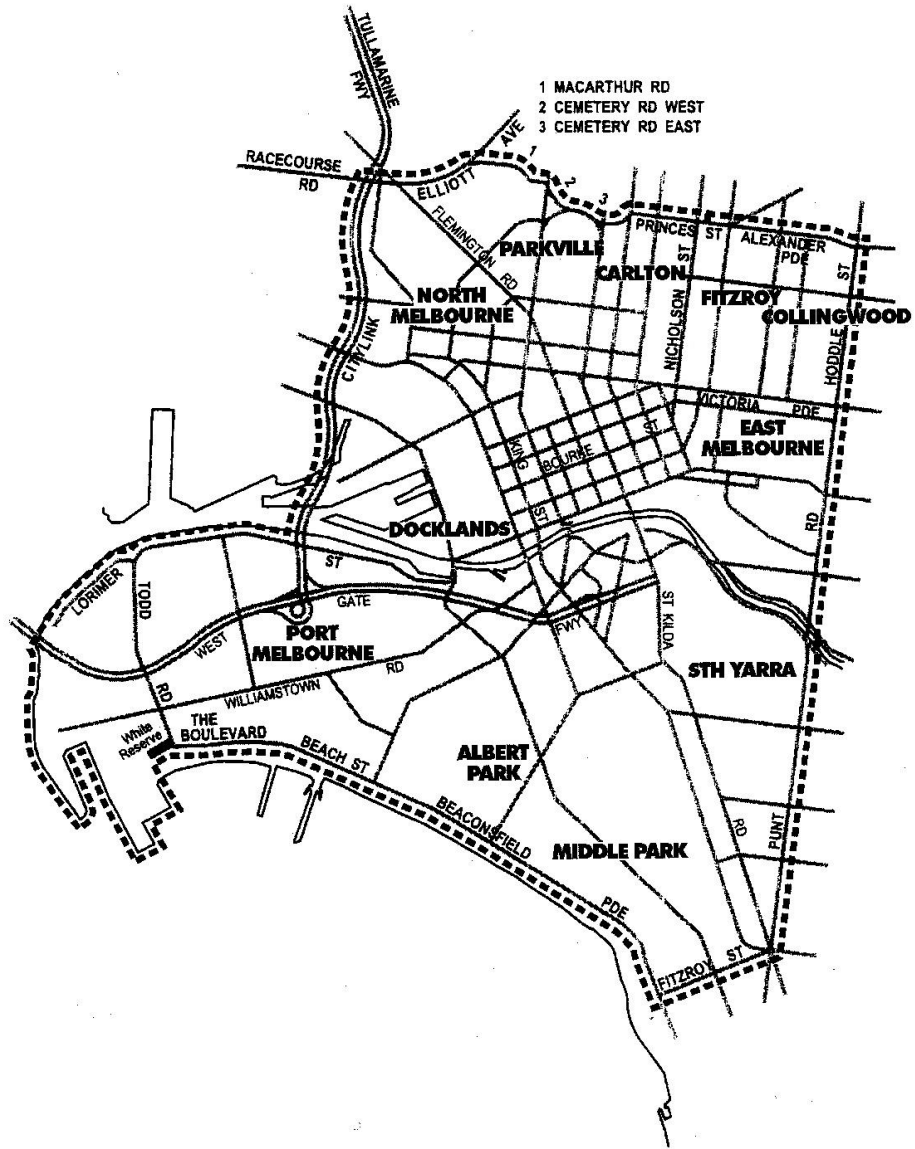 TULLAMARINE
FWY
1 MACARTHUR RD
2 CEMETERY RD WEST
3 CEMETERY RD EAST
RACECOURSE
RD
ELLIOTT
AVE
1
2
3
FLEMINGTON
RD
PARKVILLE
PRINCES ST
ALEXANDER
PDE
CARLTON
NICHOLSON
ST
FITZROY
COLLINGWOOD
HODDLE
ST
NORTH
MELBOURNE
CITYLINK
VICTORIA
PDE
EAST
MELBOURNE
KING
ST
BOURKE
ST
RD
DOCKLANDS
LORIMER
ST
TODD
RD
WEST
GATE
FWY
PORT
MELBOURNE
ST KILDA
RD
STH YARRA
WILLIAMSTOWN
RD
White
Reserve
THE
BOULEVARD
BEACH ST
ALBERT
PARK
BEACONSFIELD
PDE
MIDDLE PARK
PUNT
FITZROY ST